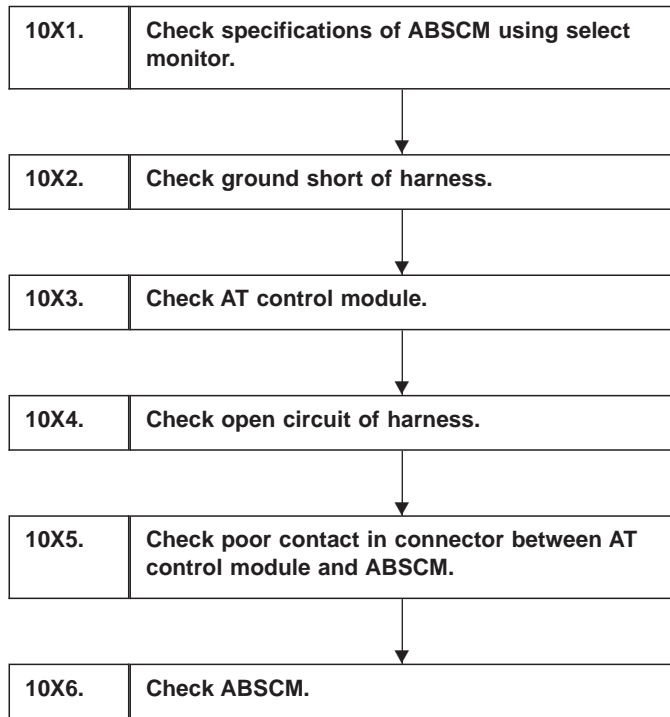 10X1. Check specifications of ABSCM using select
monitor.
10X2. Check ground short of harness.
10X3. Check AT control module.
10X4. Check open circuit of harness.
10X5. Check poor contact in connector between AT
control module and ABSCM.
10X6. Check ABSCM.